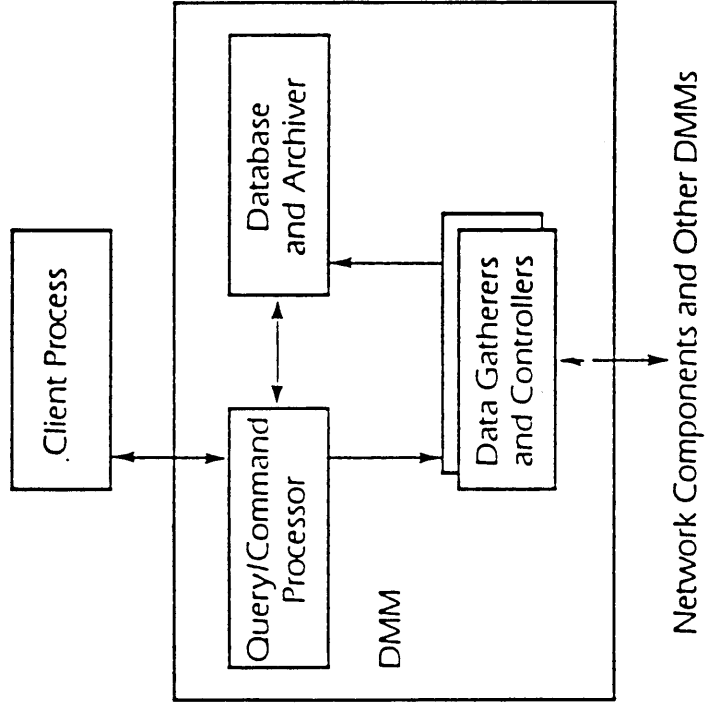 Client Process
Query/Command
Processor
Database
and Archiver
DMM
Data Gatherers
and Controllers
Network Components and Other DMMs